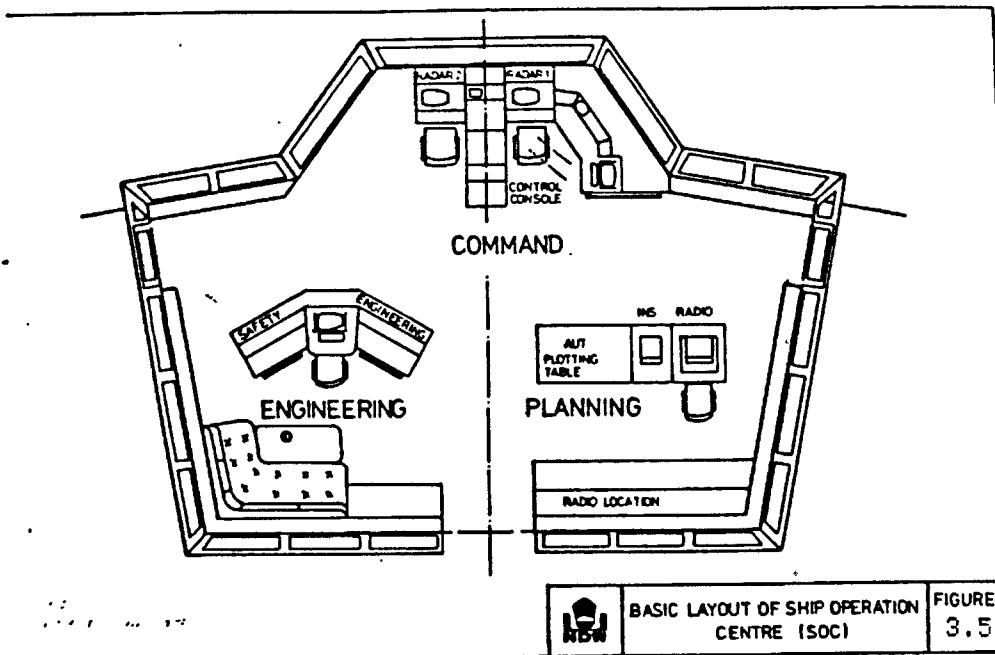 RADAR 2
RADAR 1
CONTROL
CONSOLE
COMMAND
SAFETY
ENGINEERING
ENGINEERING
INS
RADIO
AUT
PLOTTING
TABLE
PLANNING
RADIO LOCATION
BASIC LAYOUT OF SHIP OPERATION
CENTRE (SOC)
FIGURE
3.5